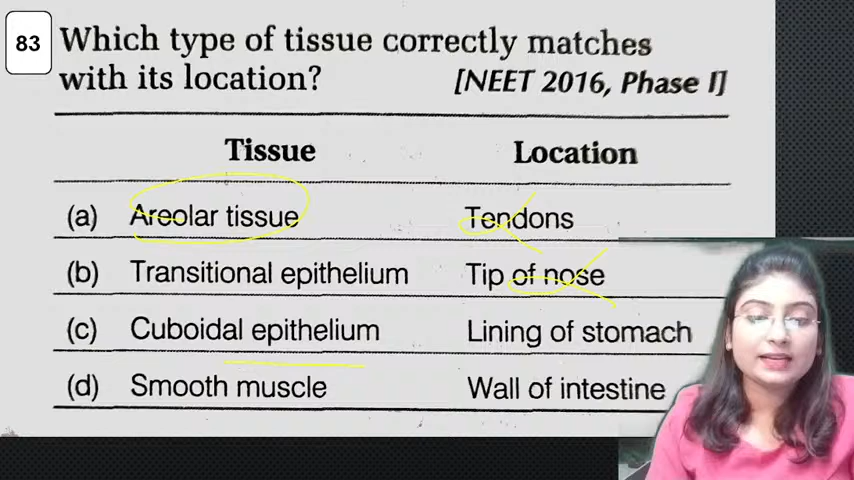 83
Which type of tissue correctly matches
with its location?
[NEET 2016, Phase I]
Tissue Location
(a) Areolar tissue Tendons
(b) Transitional epithelium Tip of nose
(c) Cuboidal epithelium Lining of stomach
(d) Smooth muscle Wall of intestine